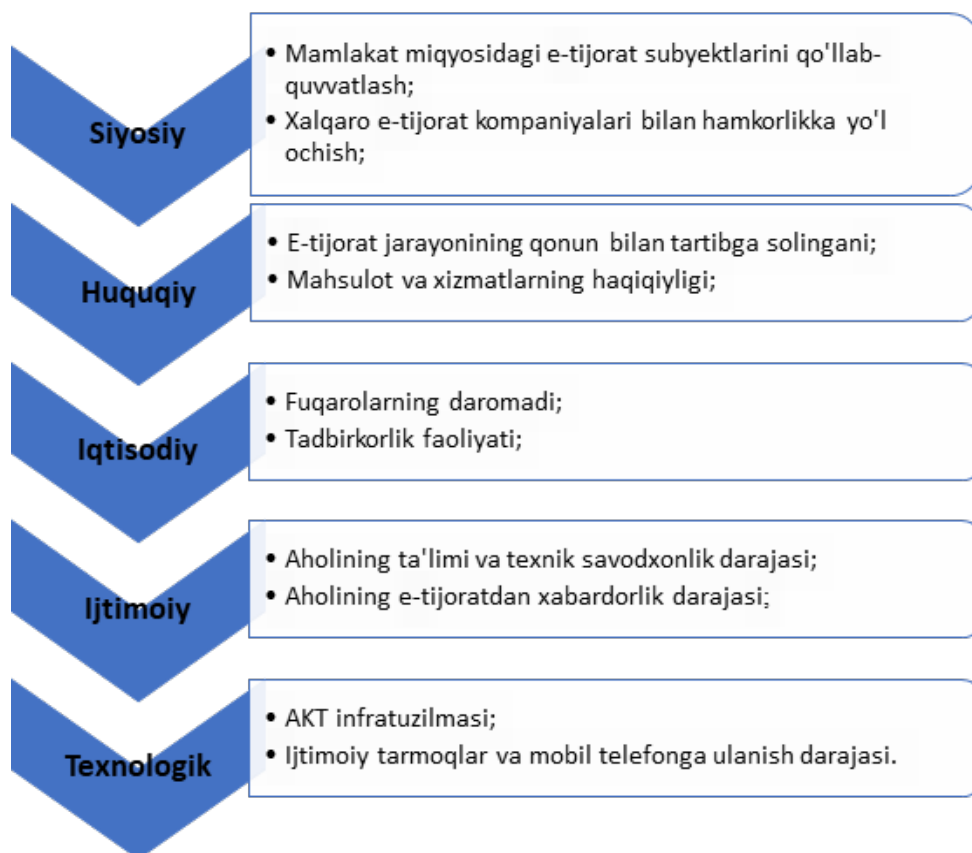 Siyosiy
• Mamlakat miqyosidagi e-tijorat subyektlarini qo'llab-
quvvatlash;
• Xalqaro e-tijorat kompaniyalari bilan hamkorlikka yo'l
ochish;
Huquqiy
• E-tijorat jarayonining qonun bilan tartibga solingani;
• Mahsulot va xizmatlarning haqiqiyligi;
Iqtisodiy
• Fuqarolarning daromadi;
• Tadbirkorlik faoliyati;
Ijtimoiy
• Aholining ta'limi va texnik savodxonlik darajasi;
• Aholining e-tijoratdan xabardorlik darajasi;
Texnologik
• AKT infratuzilmasi;
• Ijtimoiy tarmoqlar va mobil telefonga ulanish darajasi.